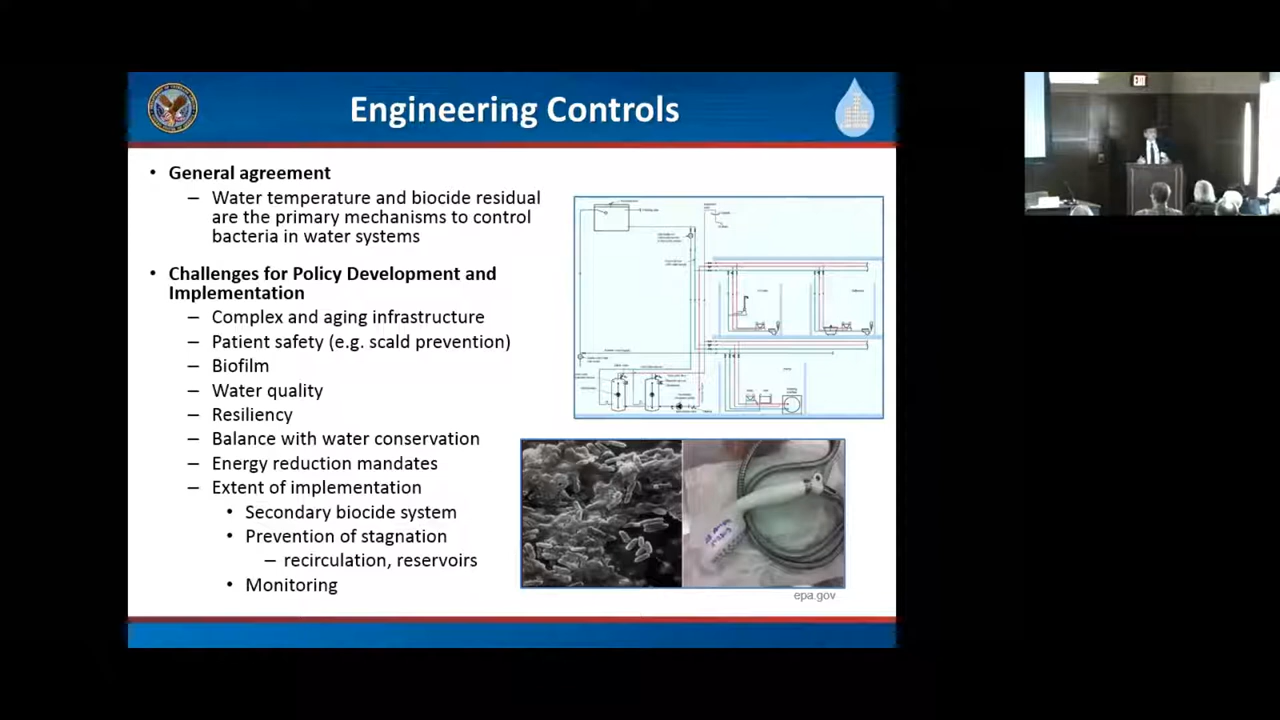 Engineering Controls
• General agreement
– Water temperature and biocide residual
are the primary mechanisms to control
bacteria in water systems
• Challenges for Policy Development and
Implementation
– Complex and aging infrastructure
– Patient safety (e.g. scald prevention)
– Biofilm
– Water quality
– Resiliency
– Balance with water conservation
– Energy reduction mandates
– Extent of implementation
• Secondary biocide system
• Prevention of stagnation
– recirculation, reservoirs
• Monitoring
epa.gov
EXIT